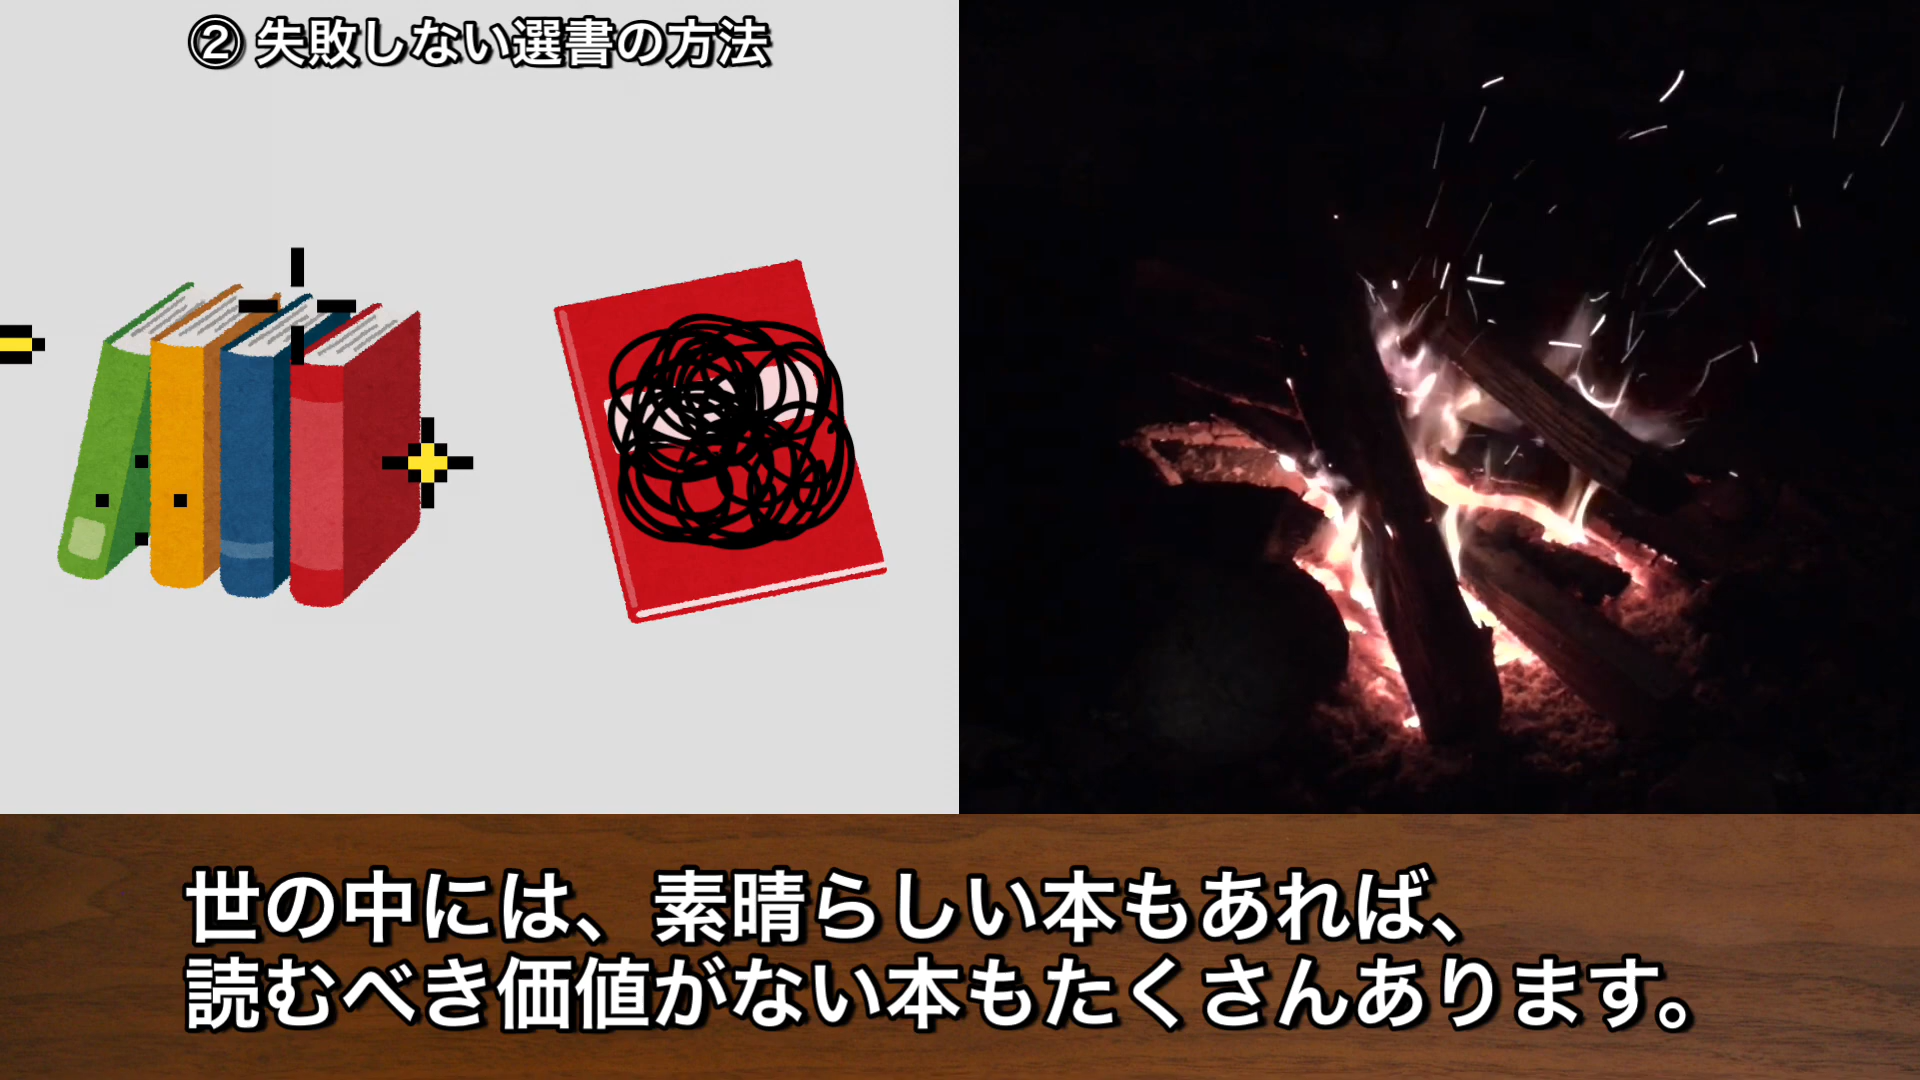 ② 失敗しない選書の方法
世の中には、素晴らしい本もあれば、
読むべき価値がない本もたくさんあります。